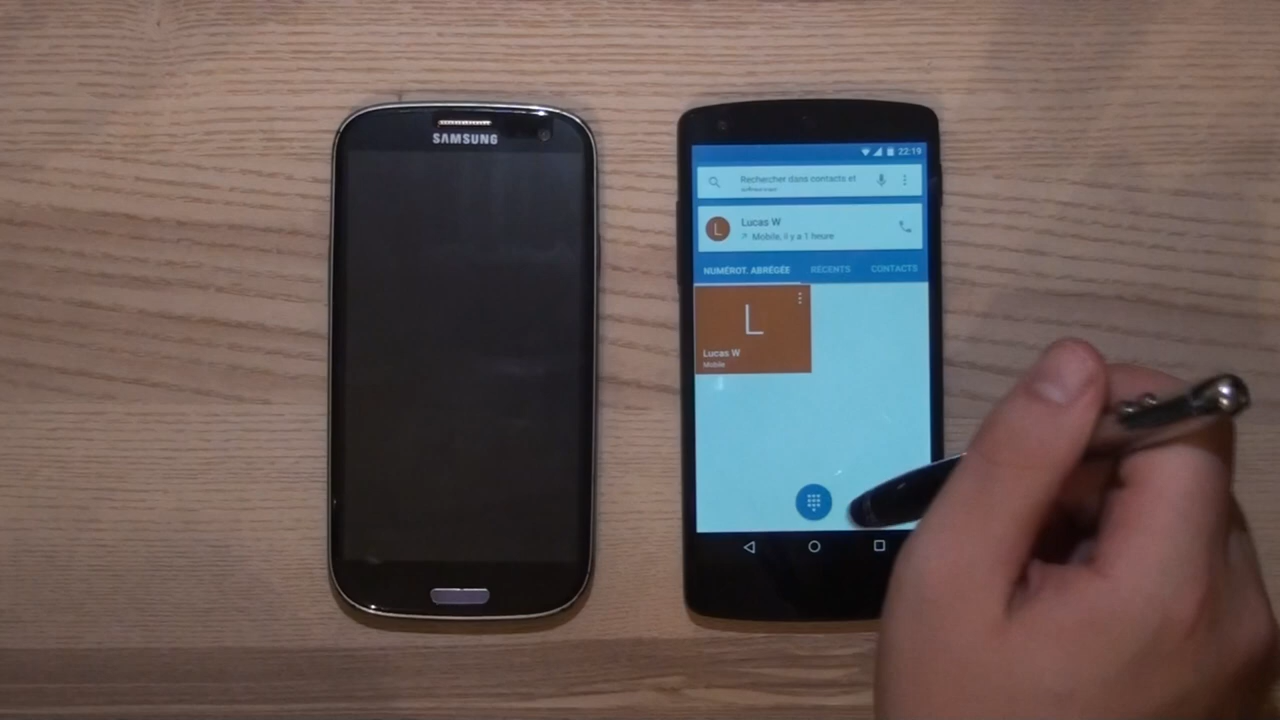 SAMSUNG
22:19
Rechercher dans contacts et
L
Lucas W
Mobile, il y a 1 heure
NUMÉROT. ABRÉGÉE RÉCENTS CONTACTS
L
Lucas W
Mobile